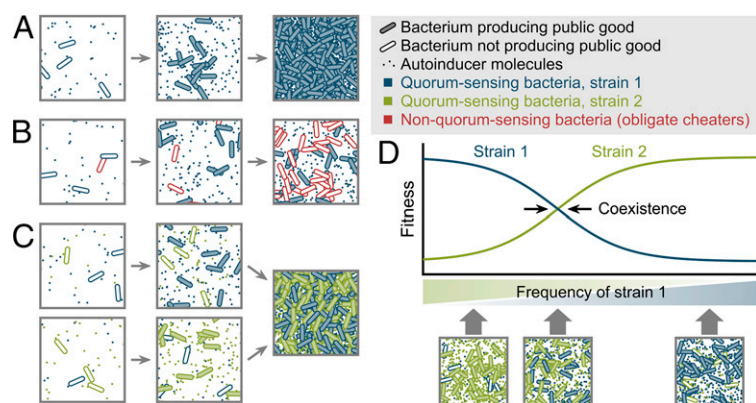 A
B
C
Bacterium producing public good
Bacterium not producing public good
Autoinducer molecules
Quorum-sensing bacteria, strain 1
Quorum-sensing bacteria, strain 2
Non-quorum-sensing bacteria (obligate cheaters)
D
Strain 1
Strain 2
Coexistence
Fitness
Frequency of strain 1